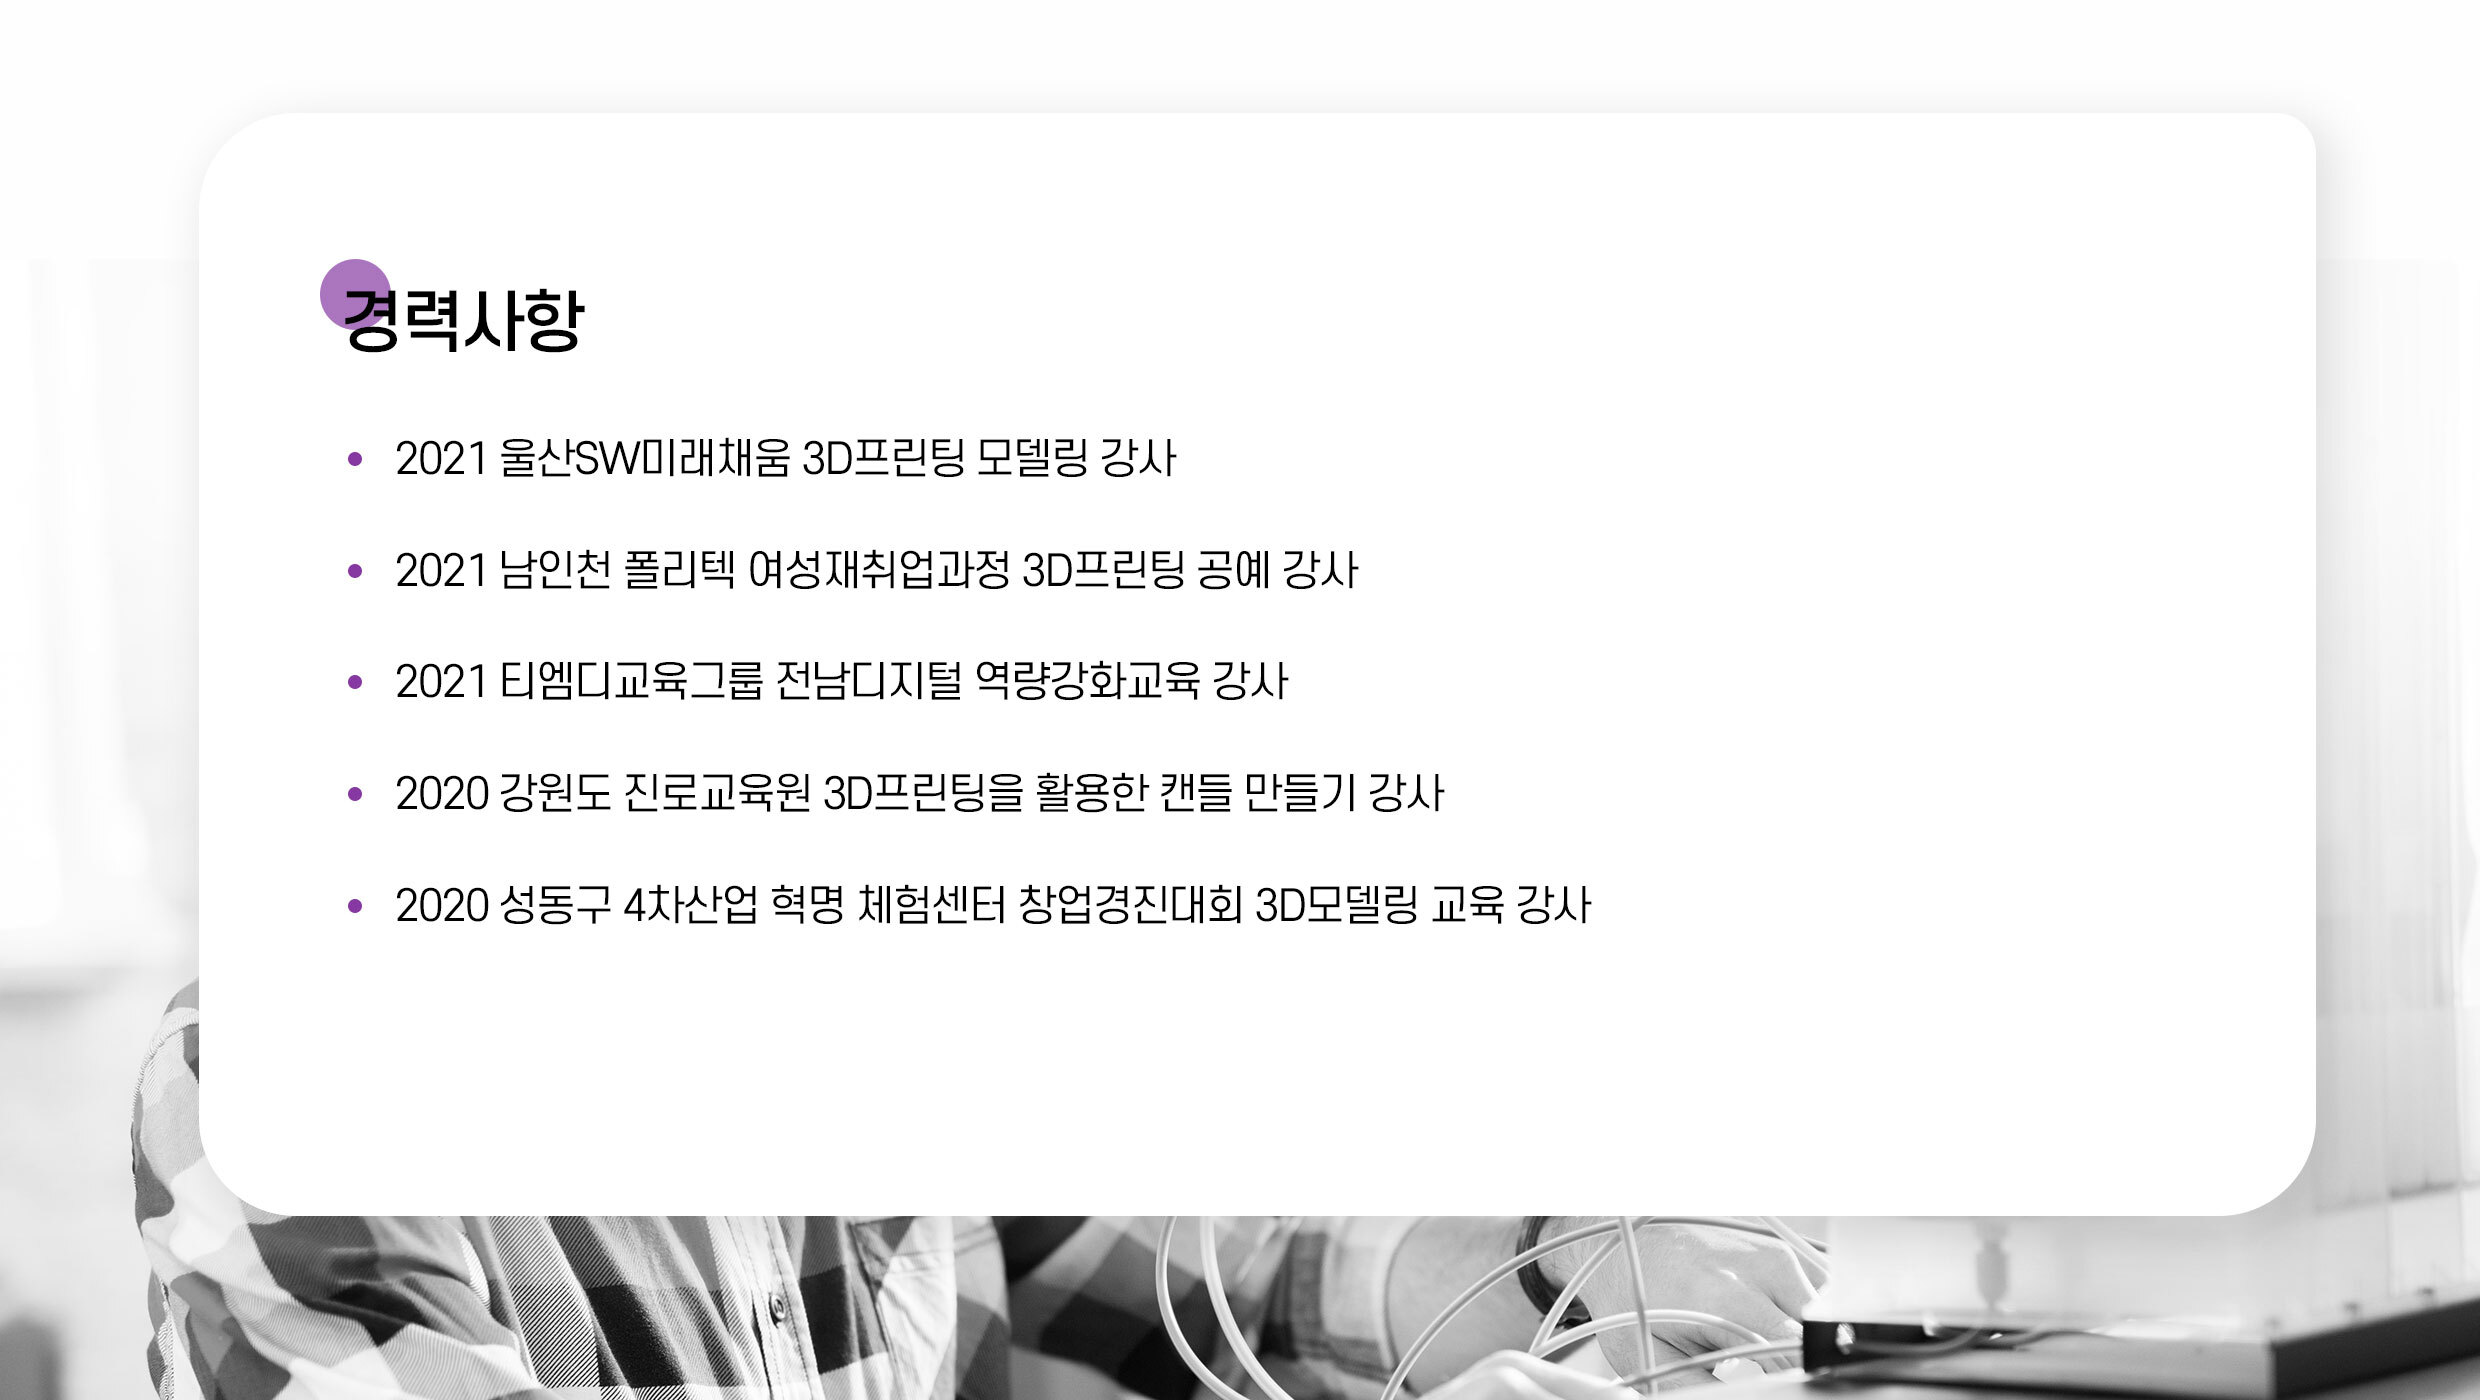 경력사항
2021 울산SW미래채움 3D프린팅 모델링 강사
2021 남인천 폴리텍 여성재취업과정 3D프린팅 공예 강사
2021 티엠디교육그룹 전남디지털 역량강화교육 강사
2020 강원도 진로교육원 3D프린팅을 활용한 캔들 만들기 강사
2020 성동구 4차산업 혁명 체험센터 창업경진대회 3D모델링 교육 강사